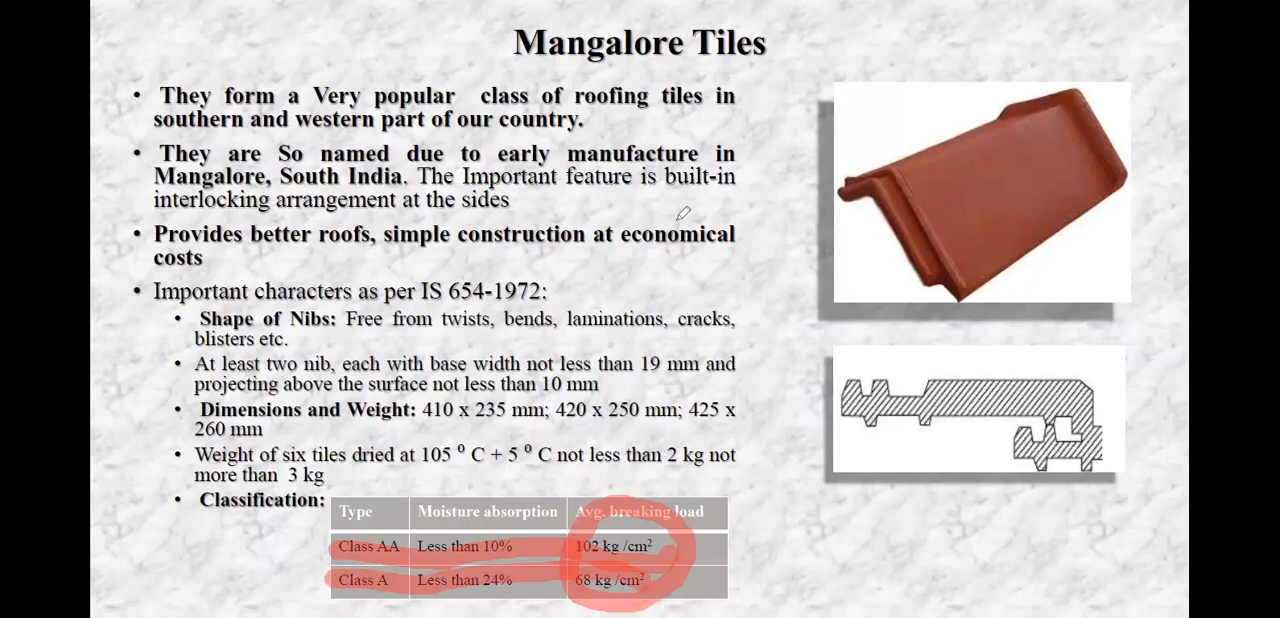 Mangalore Tiles
• They form a Very popular class of roofing tiles in
southern and western part of our country.
• They are So named due to early manufacture in
Mangalore, South India. The Important feature is built-in
interlocking arrangement at the sides
• Provides better roofs, simple construction at economical
costs
• Important characters as per IS 654-1972:
• Shape of Nibs: Free from twists, bends, laminations, cracks,
blisters etc.
• At least two nib, each with base width not less than 19 mm and
projecting above the surface not less than 10 mm
• Dimensions and Weight: 410 x 235 mm; 420 x 250 mm; 425 x
260 mm
• Weight of six tiles dried at 105 ⁰ C + 5 ⁰ C not less than 2 kg not
more than 3 kg
• Classification:
Type Moisture absorption Avg. breaking load
Class AA Less than 10% 102 kg /cm²
Class A Less than 24% 68 kg /cm²